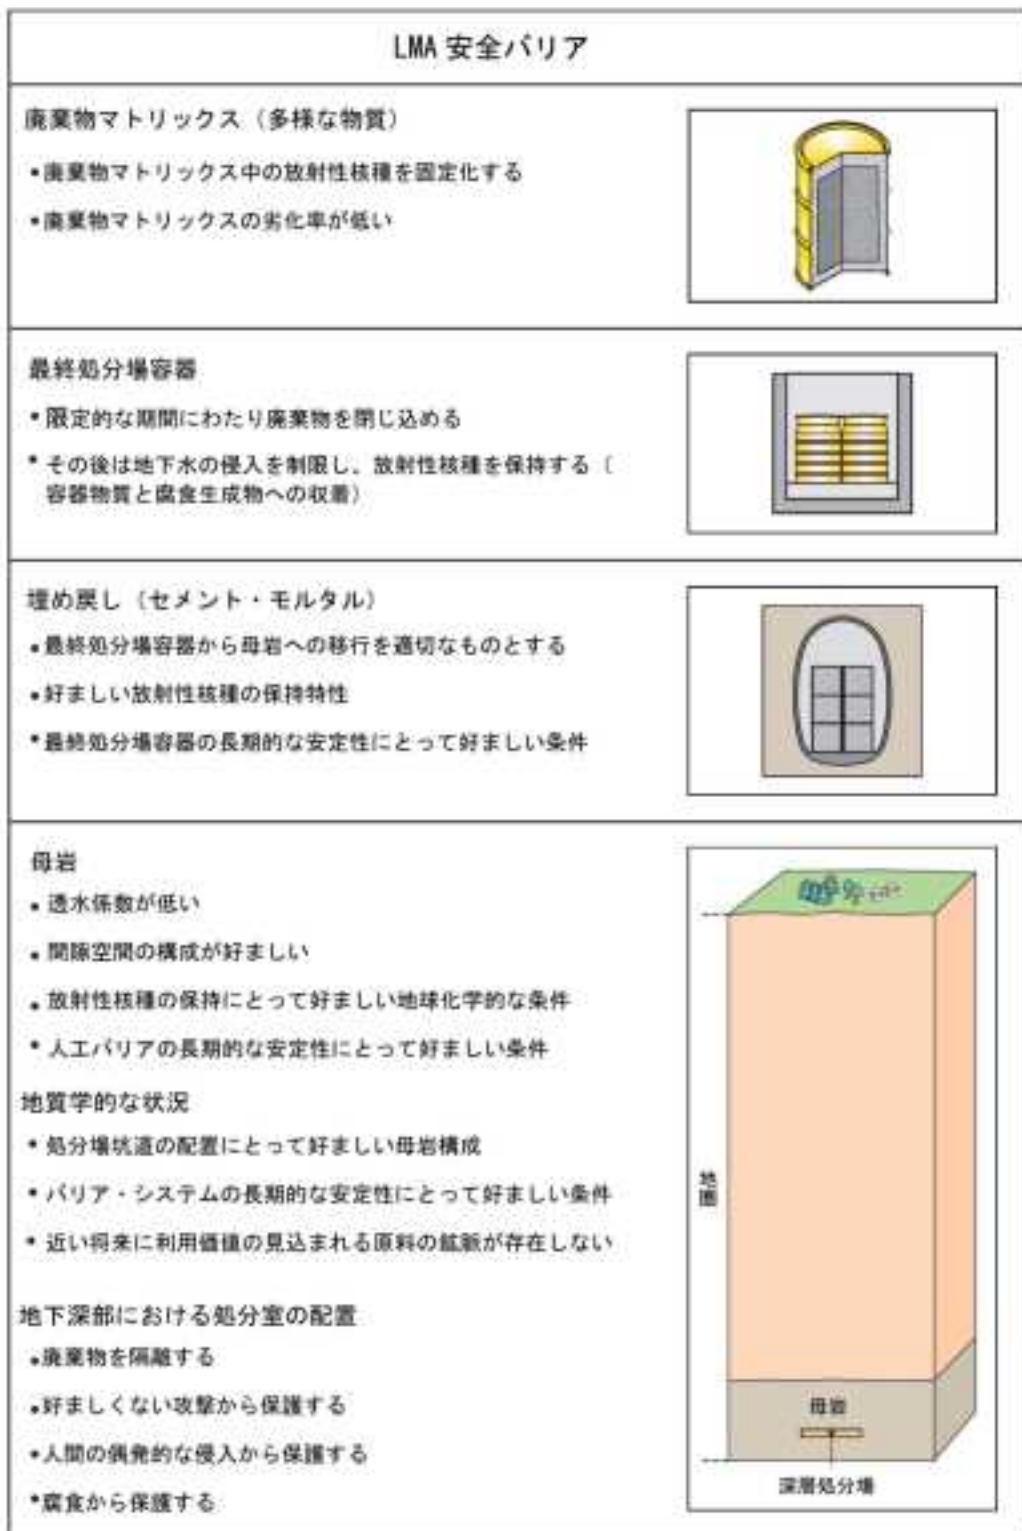 LMA 安全バリア
廃棄物マトリックス（多様な物質）
•廃棄物マトリックス中の放射性核種を固定化する
•廃棄物マトリックスの劣化率が低い
最終処分場容器
• 限定的な期間にわたり廃棄物を閉じ込める
• その後は地下水の侵入を制限し、放射性核種を保持する（
容器物質と腐食生成物への収着）
埋め戻し（セメント・モルタル）
•最終処分場容器から母岩への移行を適切なものとする
•好ましい放射性核種の保持特性
•最終処分場容器の長期的な安定性にとって好ましい条件
母岩
• 透水係数が低い
• 間隙空間の構成が好ましい
• 放射性核種の保持にとって好ましい地球化学的な条件
• 人工バリアの長期的な安定性にとって好ましい条件
地質学的な状況
• 処分場坑道の配置にとって好ましい母岩構成
• バリア・システムの長期的な安定性にとって好ましい条件
• 近い将来に利用価値の見込まれる原料の鉱脈が存在しない
地下深部における処分室の配置
•廃棄物を隔離する
•好ましくない攻撃から保護する
•人間の偶発的な侵入から保護する
•腐食から保護する
地圏
母岩
深層処分場